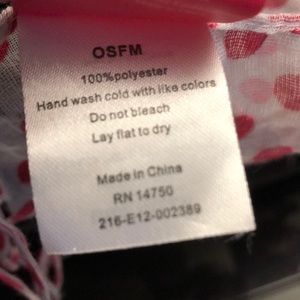 OSFM
100%polyester
Hand wash cold with like colors
Do not bleach
Lay flat to dry
Made in China
RN 14750
216-E12-002389